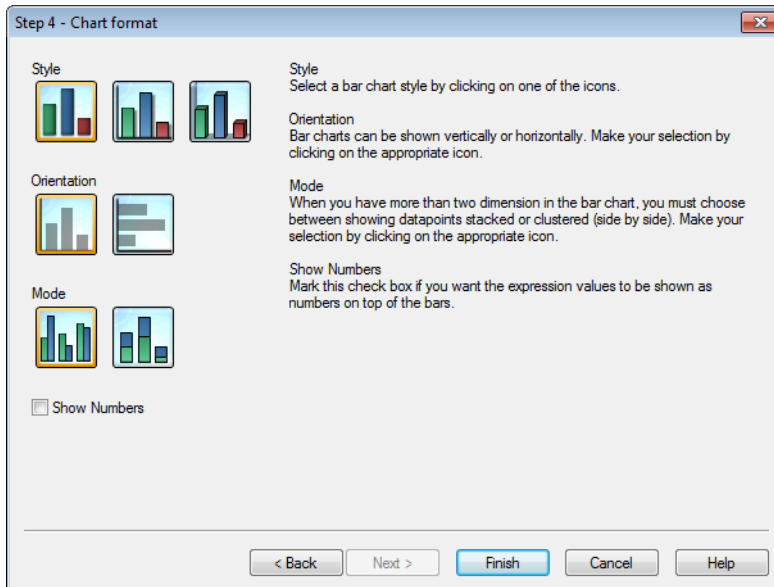 Step 4 - Chart format
Style
Orientation
Mode
Show Numbers
Style
Select a bar chart style by clicking on one of the icons.
Orientation
Bar charts can be shown vertically or horizontally. Make your selection by
clicking on the appropriate icon.
Mode
When you have more than two dimension in the bar chart, you must choose
between showing datapoints stacked or clustered (side by side). Make your
selection by clicking on the appropriate icon.
Show Numbers
Mark this check box if you want the expression values to be shown as
numbers on top of the bars.
< Back Next > Finish Cancel Help